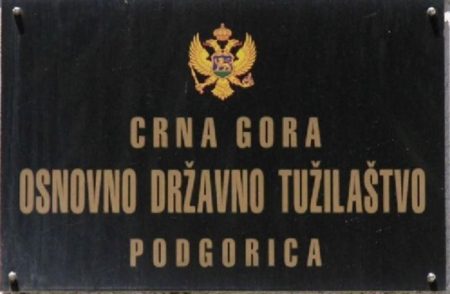 CRNA GORA
OSNOVNO DRŽAVNO TUŽILAŠTVO
PODGORICA